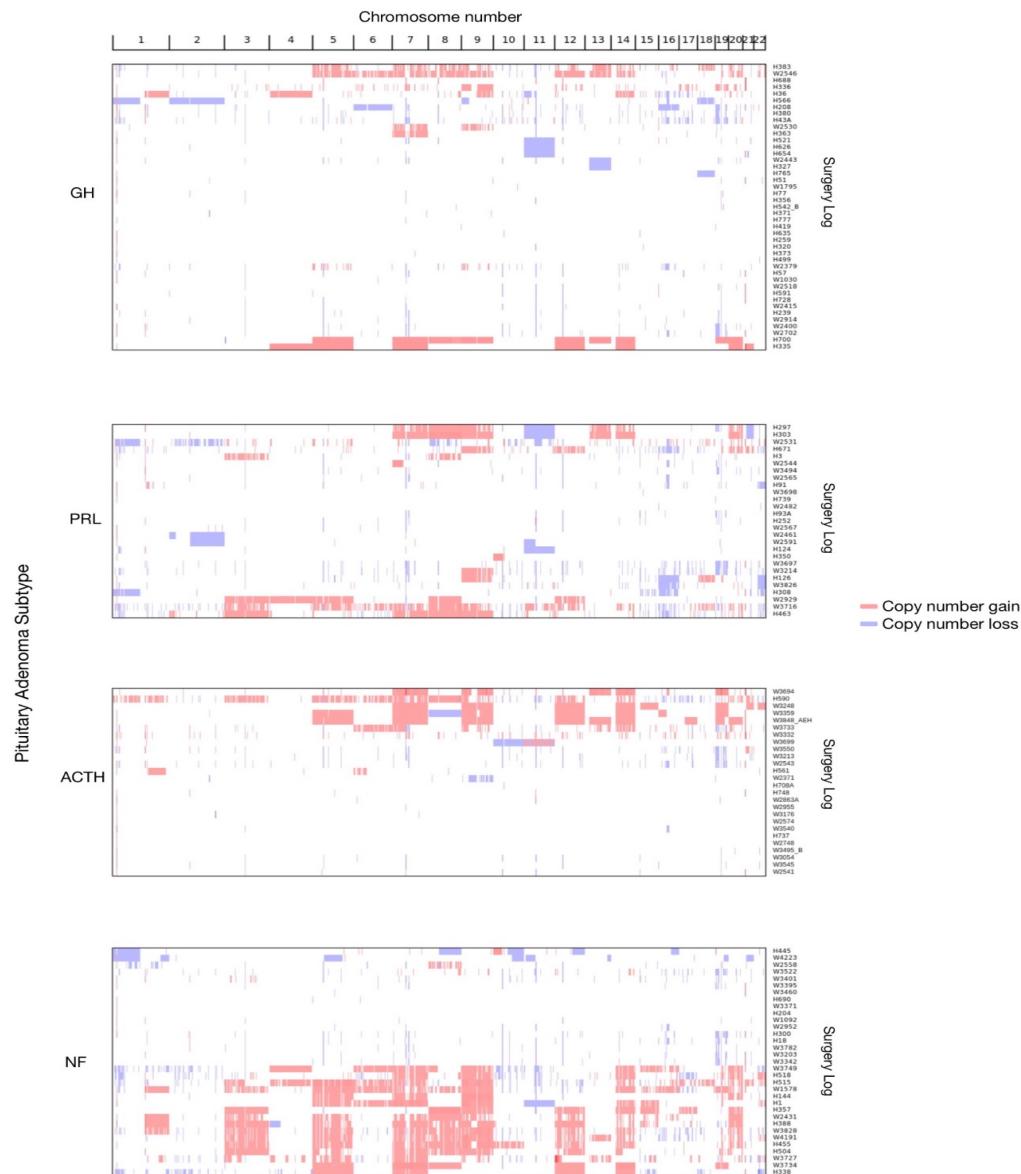 Chromosome number
1 2 3 4 5 6 7 8 9 10 11 12 13 14 15 16 17 18 19 20 21 22
Pituitary Adenoma Subtype
GH
H383
W2546
H688
H336
H36
H566
H208
H380
H43A
W2530
H363
H521
H626
H654
W2443
H327
H765
H51
W1795
H77
H356
H542_B
H371
H777
H419
H635
H259
H320
H373
H499
W2379
H57
W1030
W2518
H591
H728
W2415
H239
W2914
W2400
W2702
H700
H335
Surgery Log
PRL
H297
H303
W2531
H671
H3
W2544
W3494
W2565
H91
W3698
H739
W2482
H93A
H252
W2567
W2461
W2591
H124
H350
W3697
W3214
H126
W3826
H308
W2929
W3716
H463
Surgery Log
Copy number gain
Copy number loss
ACTH
W3694
H590
W3248
W3359
W3848_AEH
W3733
W3332
W3699
W3550
W3213
W2543
H561
W2371
H708A
H748
W2863A
W2955
W3176
W2574
W3540
H737
W2748
W3495_B
W3054
W3545
W2541
Surgery Log
NF
H445
W4223
W2558
W3522
W3401
W3395
W3460
H690
W3371
H204
W1092
W2952
H300
H18
W3782
W3203
W3342
W3749
H518
H515
W1578
H144
H1
H357
W2431
H388
W3828
W4191
H455
H504
W3727
W3734
H338
Surgery Log